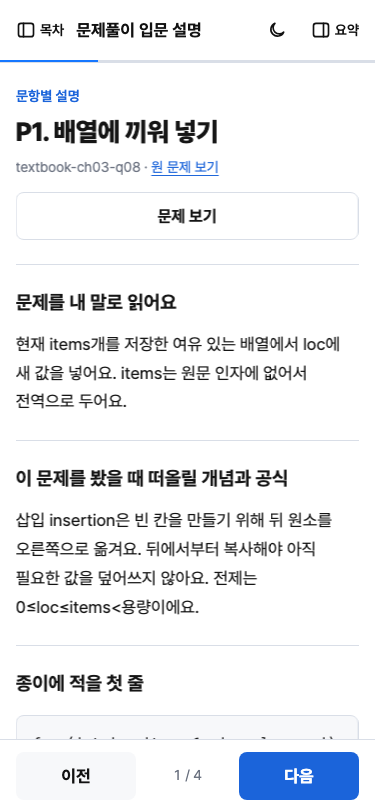 목차 문제풀이 입문 설명 요약
문항별 설명
P1. 배열에 끼워 넣기
textbook-ch03-q08 · 원 문제 보기
문제 보기
문제를 내 말로 읽어요
현재 items개를 저장한 여유 있는 배열에서 loc에
새 값을 넣어요. items는 원문 인자에 없어서
전역으로 두어요.
이 문제를 봤을 때 떠올릴 개념과 공식
삽입 insertion은 빈 칸을 만들기 위해 뒤 원소를
오른쪽으로 옮겨요. 뒤에서부터 복사해야 아직
필요한 값을 덮어쓰지 않아요. 전제는
0≤loc≤items<용량이에요.
종이에 적을 첫 줄
이전 1 / 4 다음